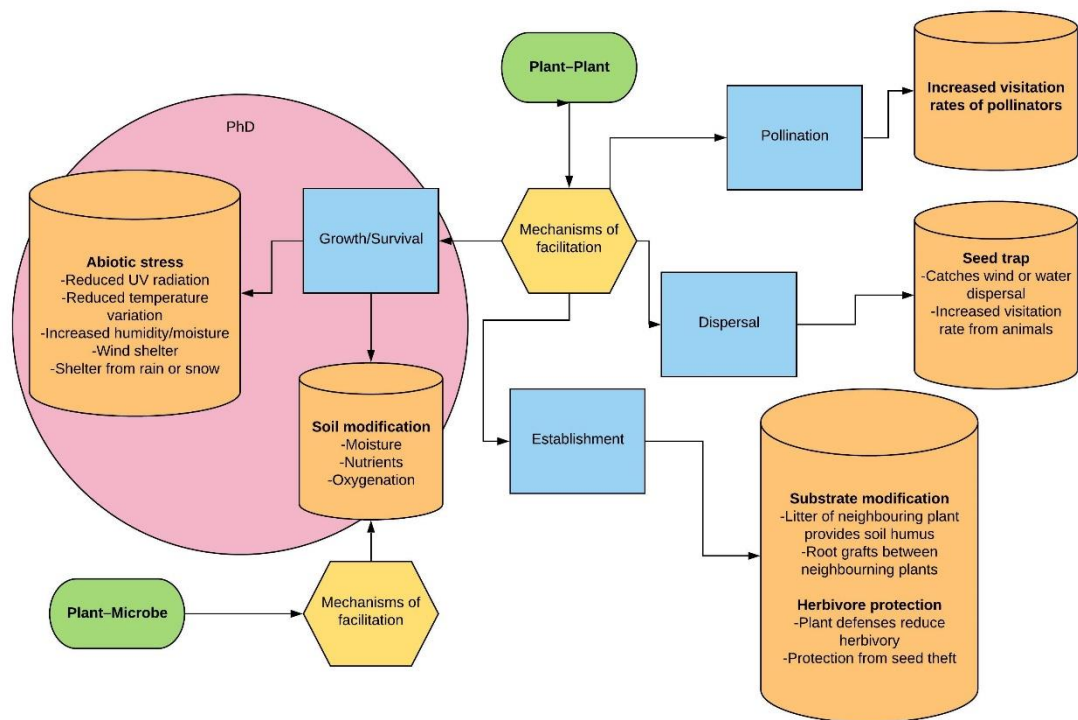 Plant–Plant
Increased visitation
rates of pollinators
Pollination
PhD
Growth/Survival
Mechanisms of
facilitation
Abiotic stress
-Reduced UV radiation
-Reduced temperature
variation
-Increased humidity/moisture
-Wind shelter
-Shelter from rain or snow
Seed trap
-Catches wind or water
dispersal
-Increased visitation
rate from animals
Dispersal
Soil modification
-Moisture
-Nutrients
-Oxygenation
Establishment
Substrate modification
-Litter of neighbouring plant
provides soil humus
-Root grafts between
neighbourning plants
Herbivore protection
-Plant defenses reduce
herbivory
-Protection from seed theft
Plant–Microbe
Mechanisms of
facilitation